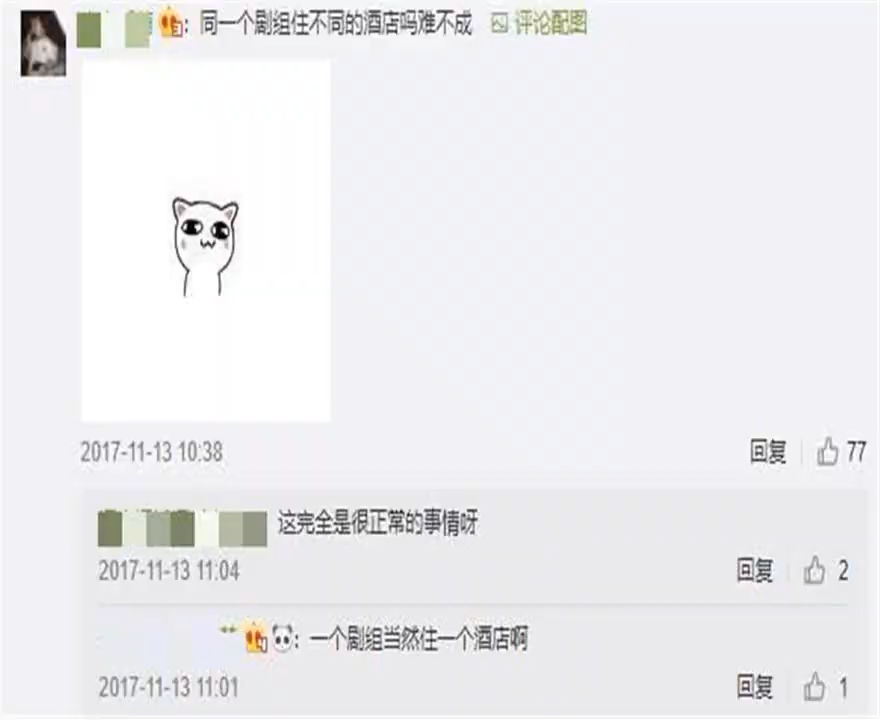 : 同一个剧组住不同的酒店吗难不成 评论配图
2017-11-13 10:38 回复 77
这完全是很正常的事情呀
2017-11-13 11:04 回复 2
: 一个剧组当然住一个酒店啊
2017-11-13 11:01 回复 1